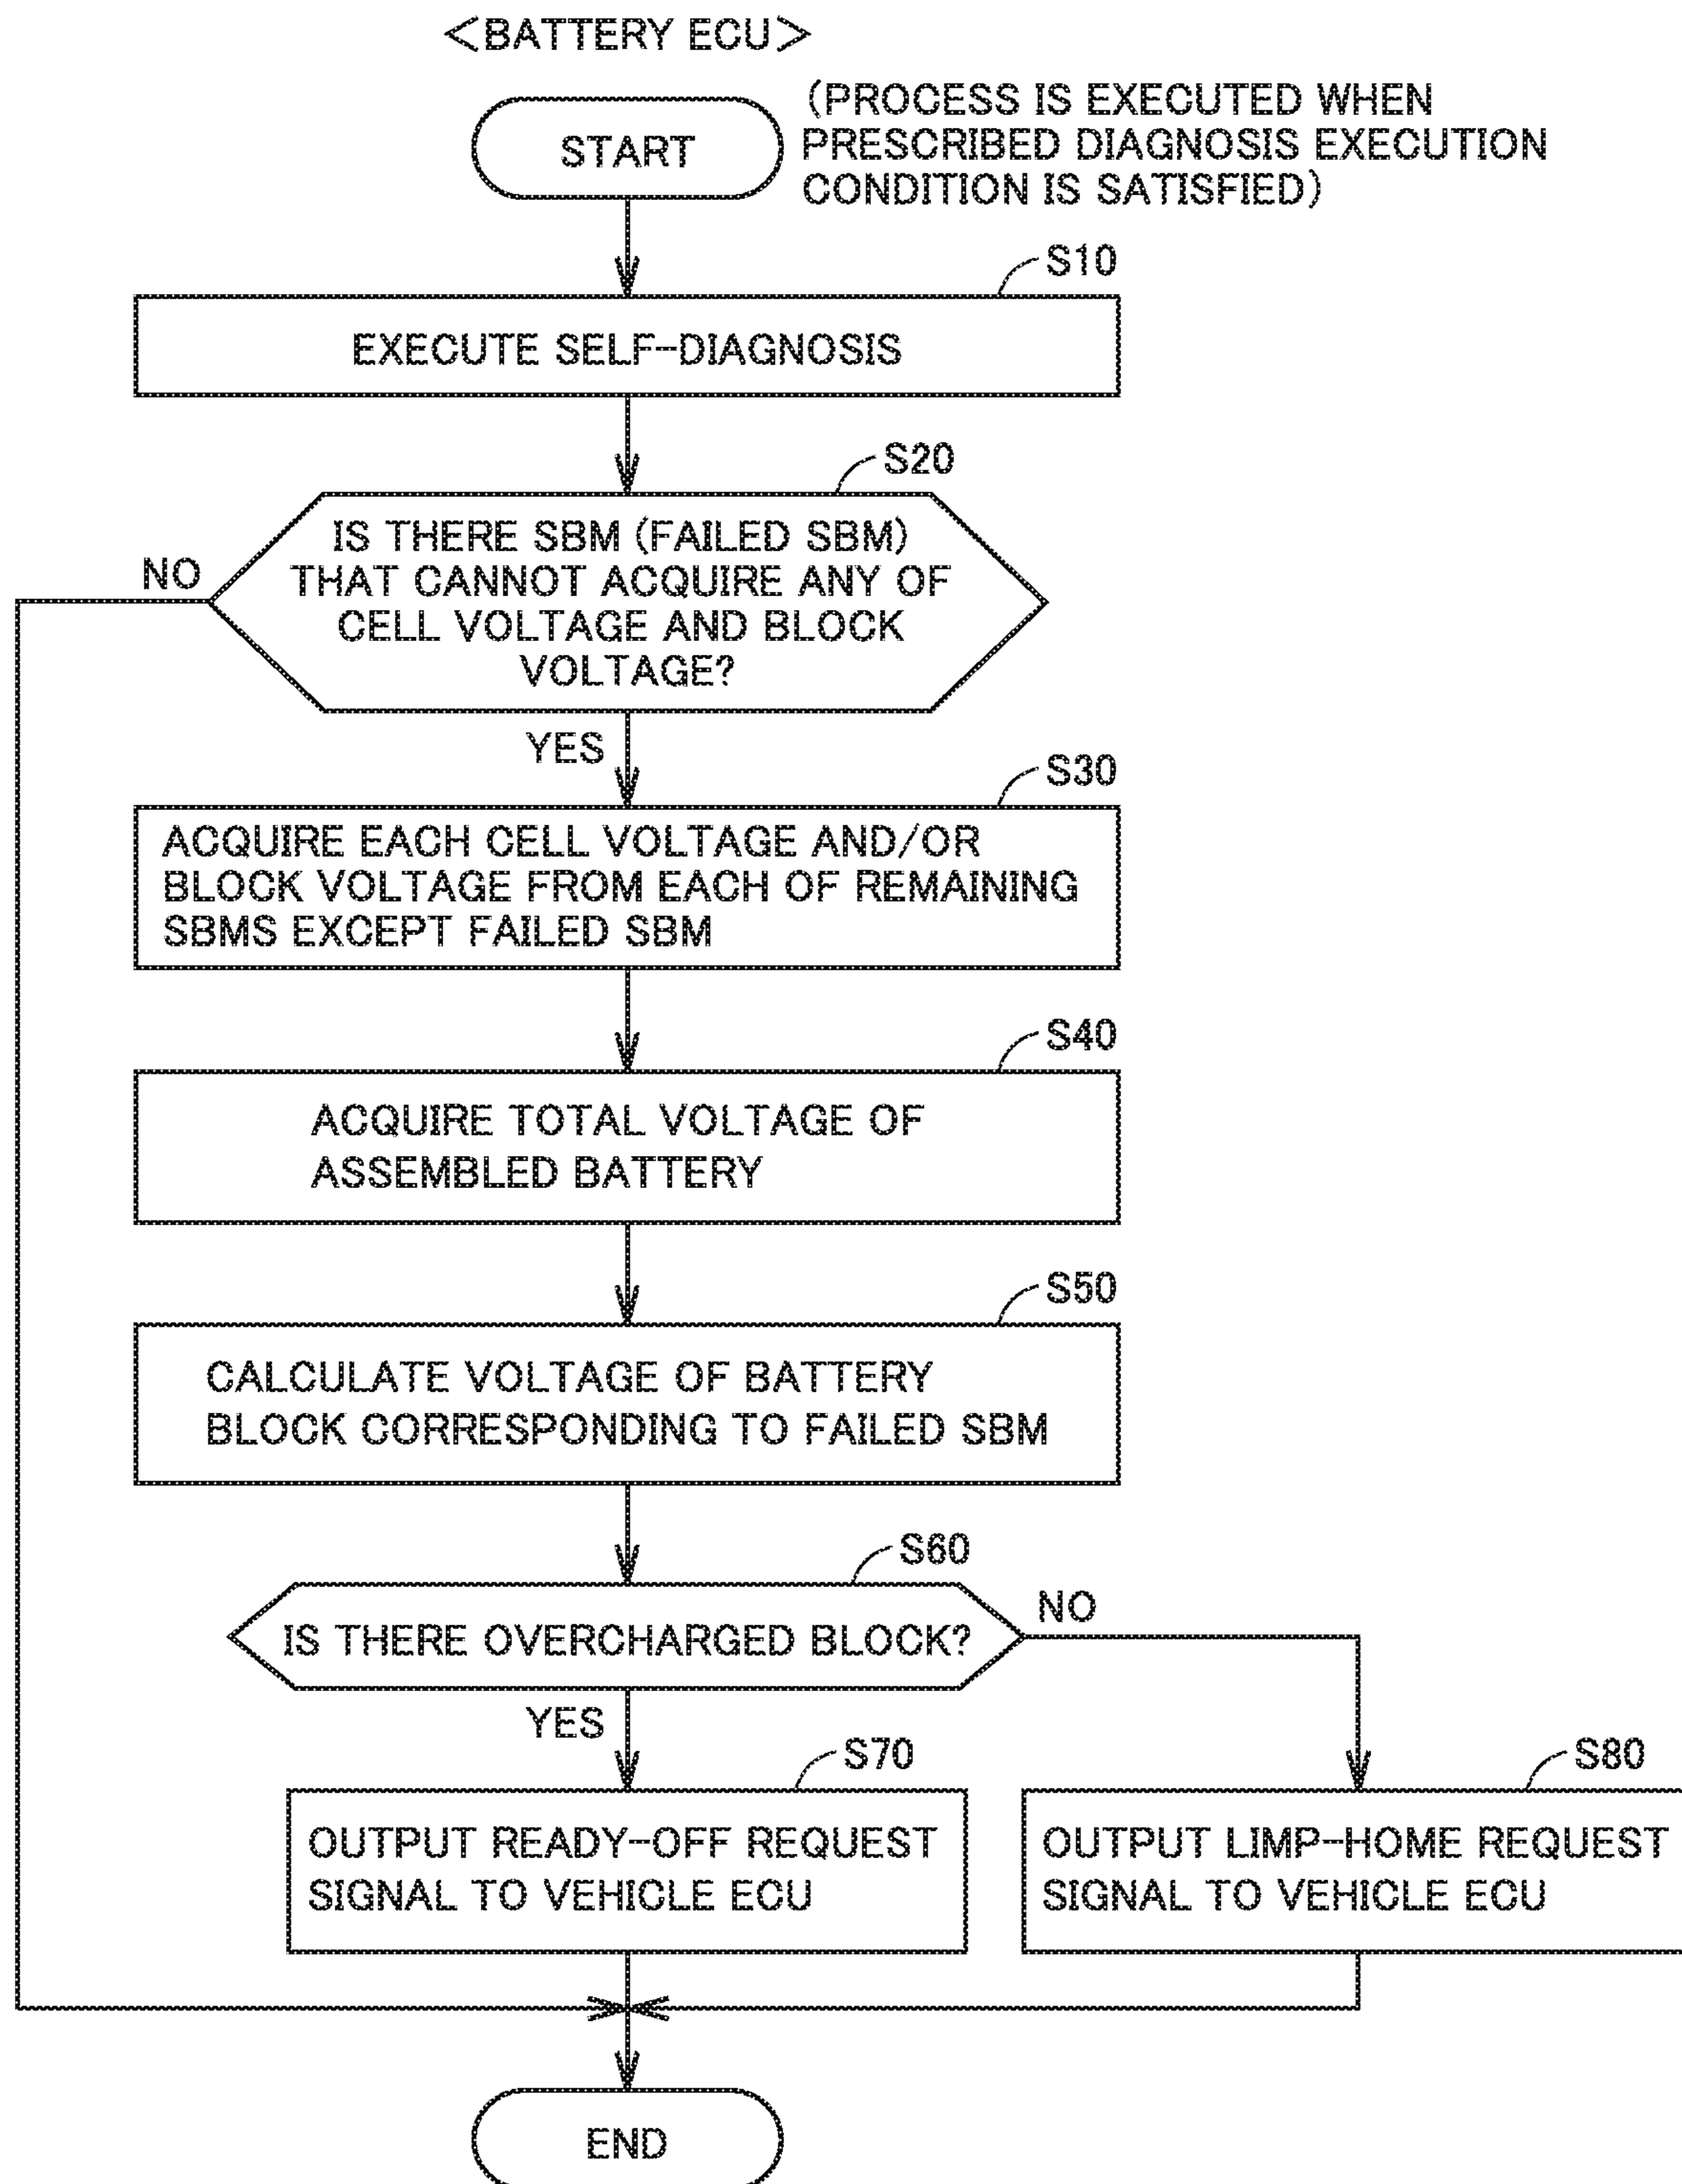 <BATTERY ECU>
START
(PROCESS IS EXECUTED WHEN
PRESCRIBED DIAGNOSIS EXECUTION
CONDITION IS SATISFIED)
S10
EXECUTE SELF-DIAGNOSIS
S20
IS THERE SBM (FAILED SBM)
THAT CANNOT ACQUIRE ANY OF
CELL VOLTAGE AND BLOCK
VOLTAGE?
NO
YES
S30
ACQUIRE EACH CELL VOLTAGE AND/OR
BLOCK VOLTAGE FROM EACH OF REMAINING
SBMS EXCEPT FAILED SBM
S40
ACQUIRE TOTAL VOLTAGE OF
ASSEMBLED BATTERY
S50
CALCULATE VOLTAGE OF BATTERY
BLOCK CORRESPONDING TO FAILED SBM
S60
IS THERE OVERCHARGED BLOCK?
NO
YES
S70
OUTPUT READY-OFF REQUEST
SIGNAL TO VEHICLE ECU
S80
OUTPUT LIMP-HOME REQUEST
SIGNAL TO VEHICLE ECU
END